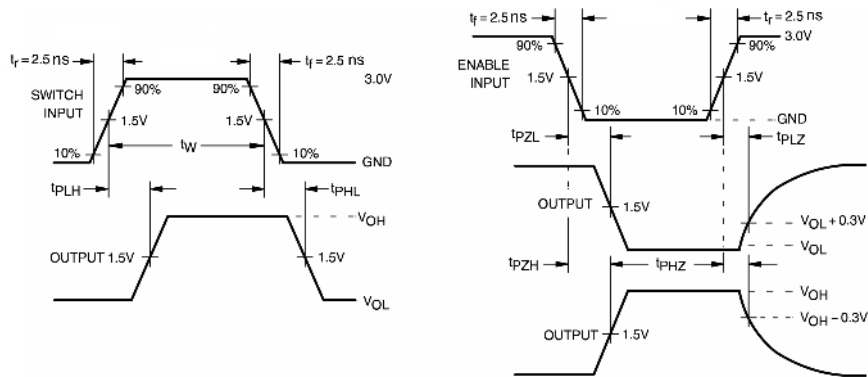 tr = 2.5 ns
tf = 2.5 ns
3.0V
SWITCH
INPUT
90%
90%
1.5V
1.5V
tW
10%
10%
GND
tPLH
tPHL
VOH
OUTPUT 1.5V
1.5V
VOL
tf = 2.5 ns
tr = 2.5 ns
3.0V
90%
90%
ENABLE
INPUT
1.5V
1.5V
10%
10%
GND
tPZL
tPLZ
OUTPUT
1.5V
VOL + 0.3V
VOL
tPZH
tPHZ
VOH
VOH – 0.3V
OUTPUT
1.5V